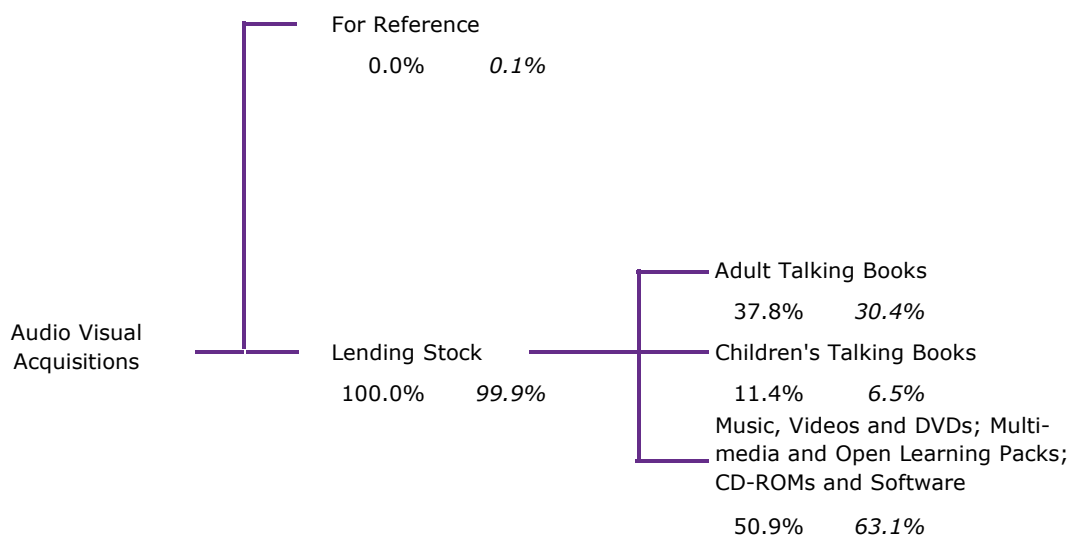 For Reference
0.0% 0.1%
Audio Visual
Acquisitions
Lending Stock
100.0% 99.9%
Adult Talking Books
37.8% 30.4%
Children's Talking Books
11.4% 6.5%
Music, Videos and DVDs; Multi-
media and Open Learning Packs;
CD-ROMs and Software
50.9% 63.1%